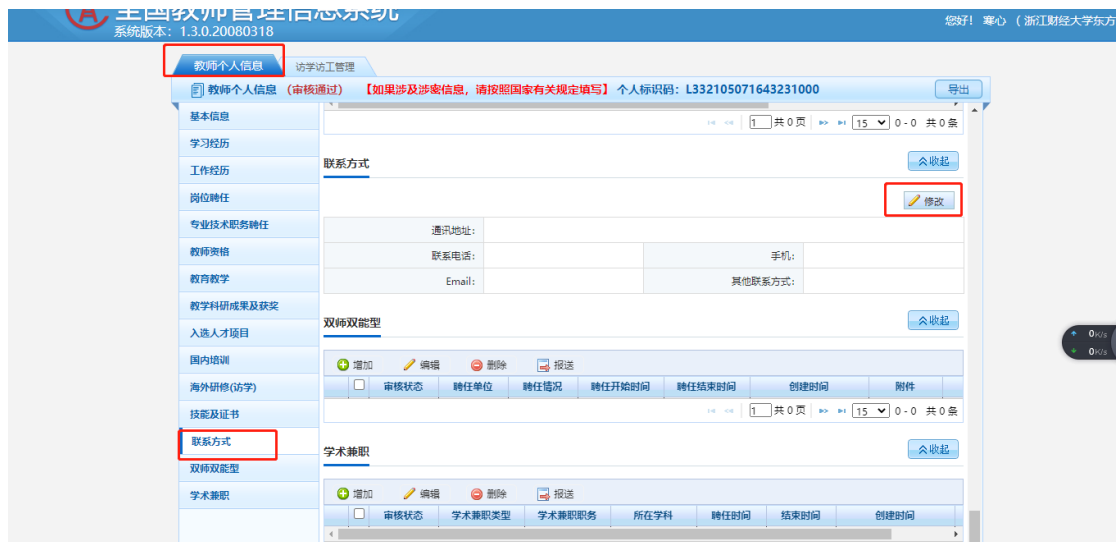 全国教师管理信息系统
系统版本：1.3.0.20080318
您好！ 寒心 （浙江财经大学东方
教师个人信息 访学访工管理
教师个人信息 （审核通过） 【如果涉及涉密信息，请按照国家有关规定填写】 个人标识码：L332105071643231000 导出
基本信息
学习经历
工作经历
岗位聘任
专业技术职务聘任
教师资格
教育教学
教学科研成果及获奖
入选人才项目
国内培训
海外研修(访学)
技能及证书
联系方式
双师双能型
学术兼职
1 共0页 15 0-0 共0条
联系方式 收起
修改
通讯地址：
联系电话： 手机：
Email： 其他联系方式：
双师双能型 收起
增加 编辑 删除 报送
审核状态 聘任单位 聘任情况 聘任开始时间 聘任结束时间 创建时间 附件
1 共0页 15 0-0 共0条
学术兼职 收起
增加 编辑 删除 报送
审核状态 学术兼职类型 学术兼职职务 所在学科 聘任时间 结束时间 创建时间
0K/s
0K/s